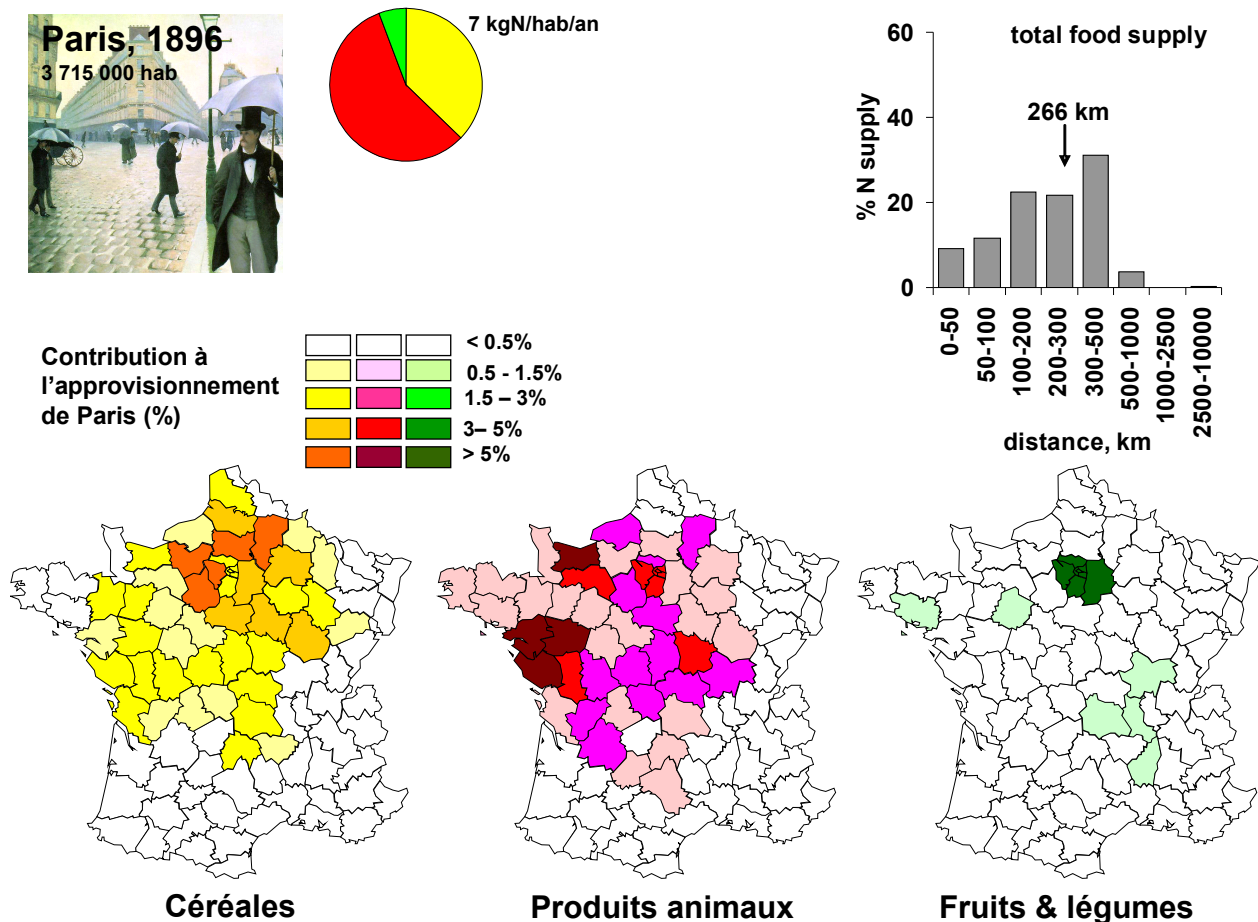 Paris, 1896
3 715 000 hab
7 kgN/hab/an
total food supply
% N supply
60
40
20
0
266 km
0-50
50-100
100-200
200-300
300-500
500-1000
1000-2500
2500-10000
distance, km
Contribution à
l’approvisionnement
de Paris (%)
< 0.5%
0.5 - 1.5%
1.5 – 3%
3– 5%
> 5%
Céréales
Produits animaux
Fruits & légumes